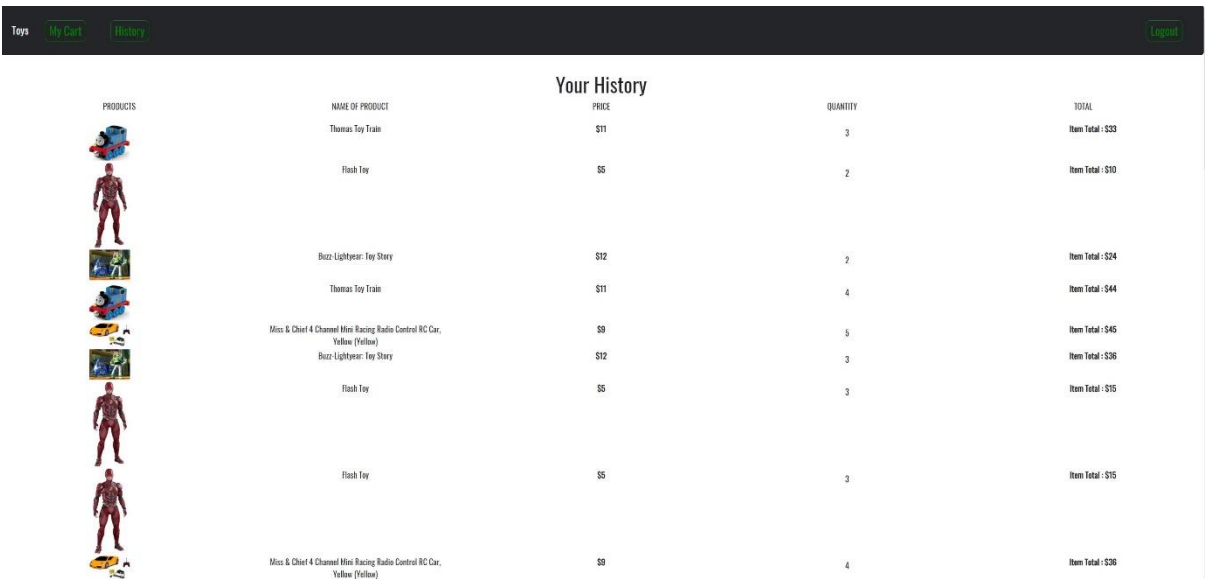 Toys My Cart History Logout
Your History
PRODUCTS NAME OF PRODUCT PRICE QUANTITY TOTAL
Thomas Toy Train $11 3 Item Total : $33
Flash Toy $5 2 Item Total : $10
Buzz-Lightyear: Toy Story $12 2 Item Total : $24
Thomas Toy Train $11 4 Item Total : $44
Miss & Chief 4 Channel Mini Racing Radio Control RC Car, $9 5 Item Total : $45
Yellow (Yellow)
Buzz-Lightyear: Toy Story $12 3 Item Total : $36
Flash Toy $5 3 Item Total : $15
Flash Toy $5 3 Item Total : $15
Miss & Chief 4 Channel Mini Racing Radio Control RC Car, $9 4 Item Total : $36
Yellow (Yellow)